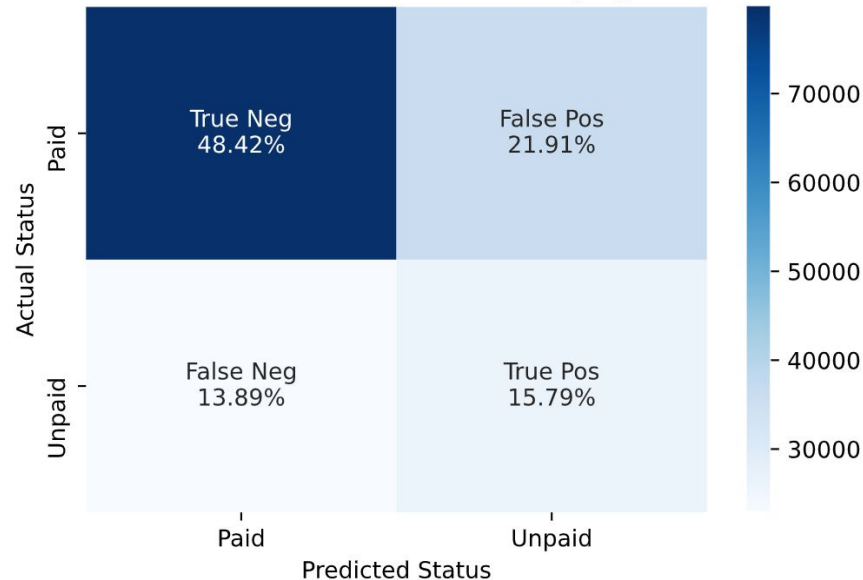 True Neg
48.42%
False Pos
21.91%
False Neg
13.89%
True Pos
15.79%
Paid
Unpaid
Actual Status
Paid
Unpaid
Predicted Status
70000
60000
50000
40000
30000